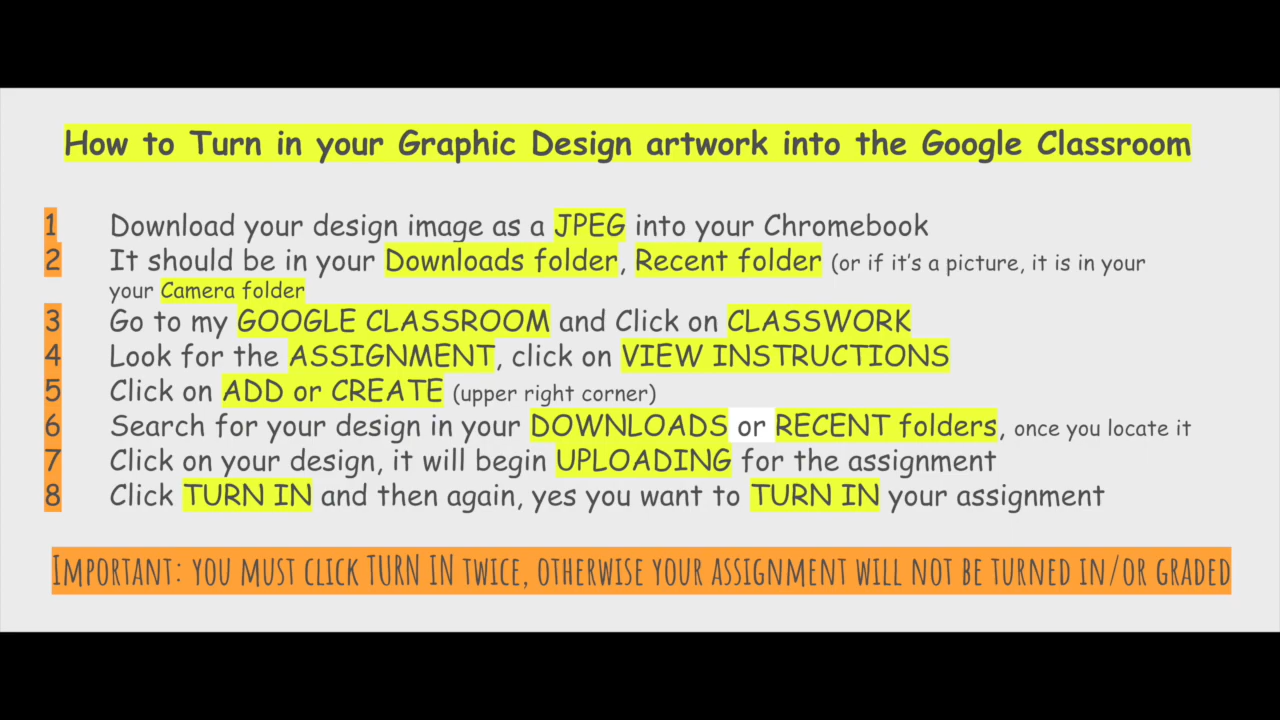 How to Turn in your Graphic Design artwork into the Google Classroom
1 Download your design image as a JPEG into your Chromebook
2 It should be in your Downloads folder, Recent folder (or if it's a picture, it is in your
your Camera folder
3 Go to my GOOGLE CLASSROOM and Click on CLASSWORK
4 Look for the ASSIGNMENT, click on VIEW INSTRUCTIONS
5 Click on ADD or CREATE (upper right corner)
6 Search for your design in your DOWNLOADS or RECENT folders, once you locate it
7 Click on your design, it will begin UPLOADING for the assignment
8 Click TURN IN and then again, yes you want to TURN IN your assignment
Important: you must click TURN IN twice, otherwise your assignment will not be turned in/or graded